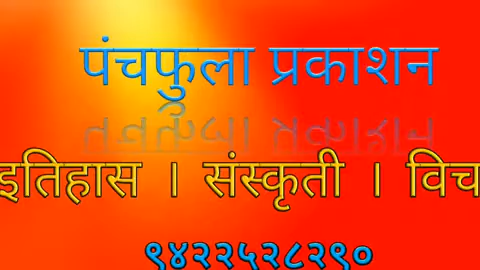 पंचफुला प्रकाशन
इतिहास । संस्कृती । विच
९४२२५२८२९०